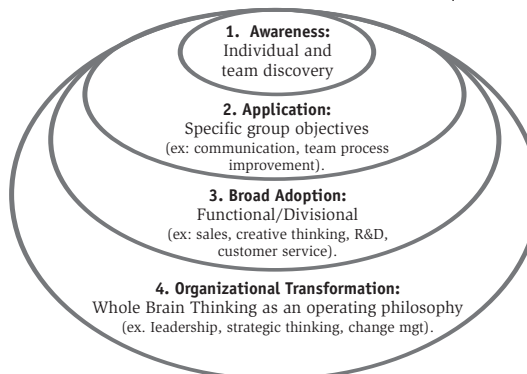 1. Awareness:
Individual and
team discovery
2. Application:
Specific group objectives
(ex: communication, team process
improvement).
3. Broad Adoption:
Functional/Divisional
(ex: sales, creative thinking, R&D,
customer service).
4. Organizational Transformation:
Whole Brain Thinking as an operating philosophy
(ex. leadership, strategic thinking, change mgt).